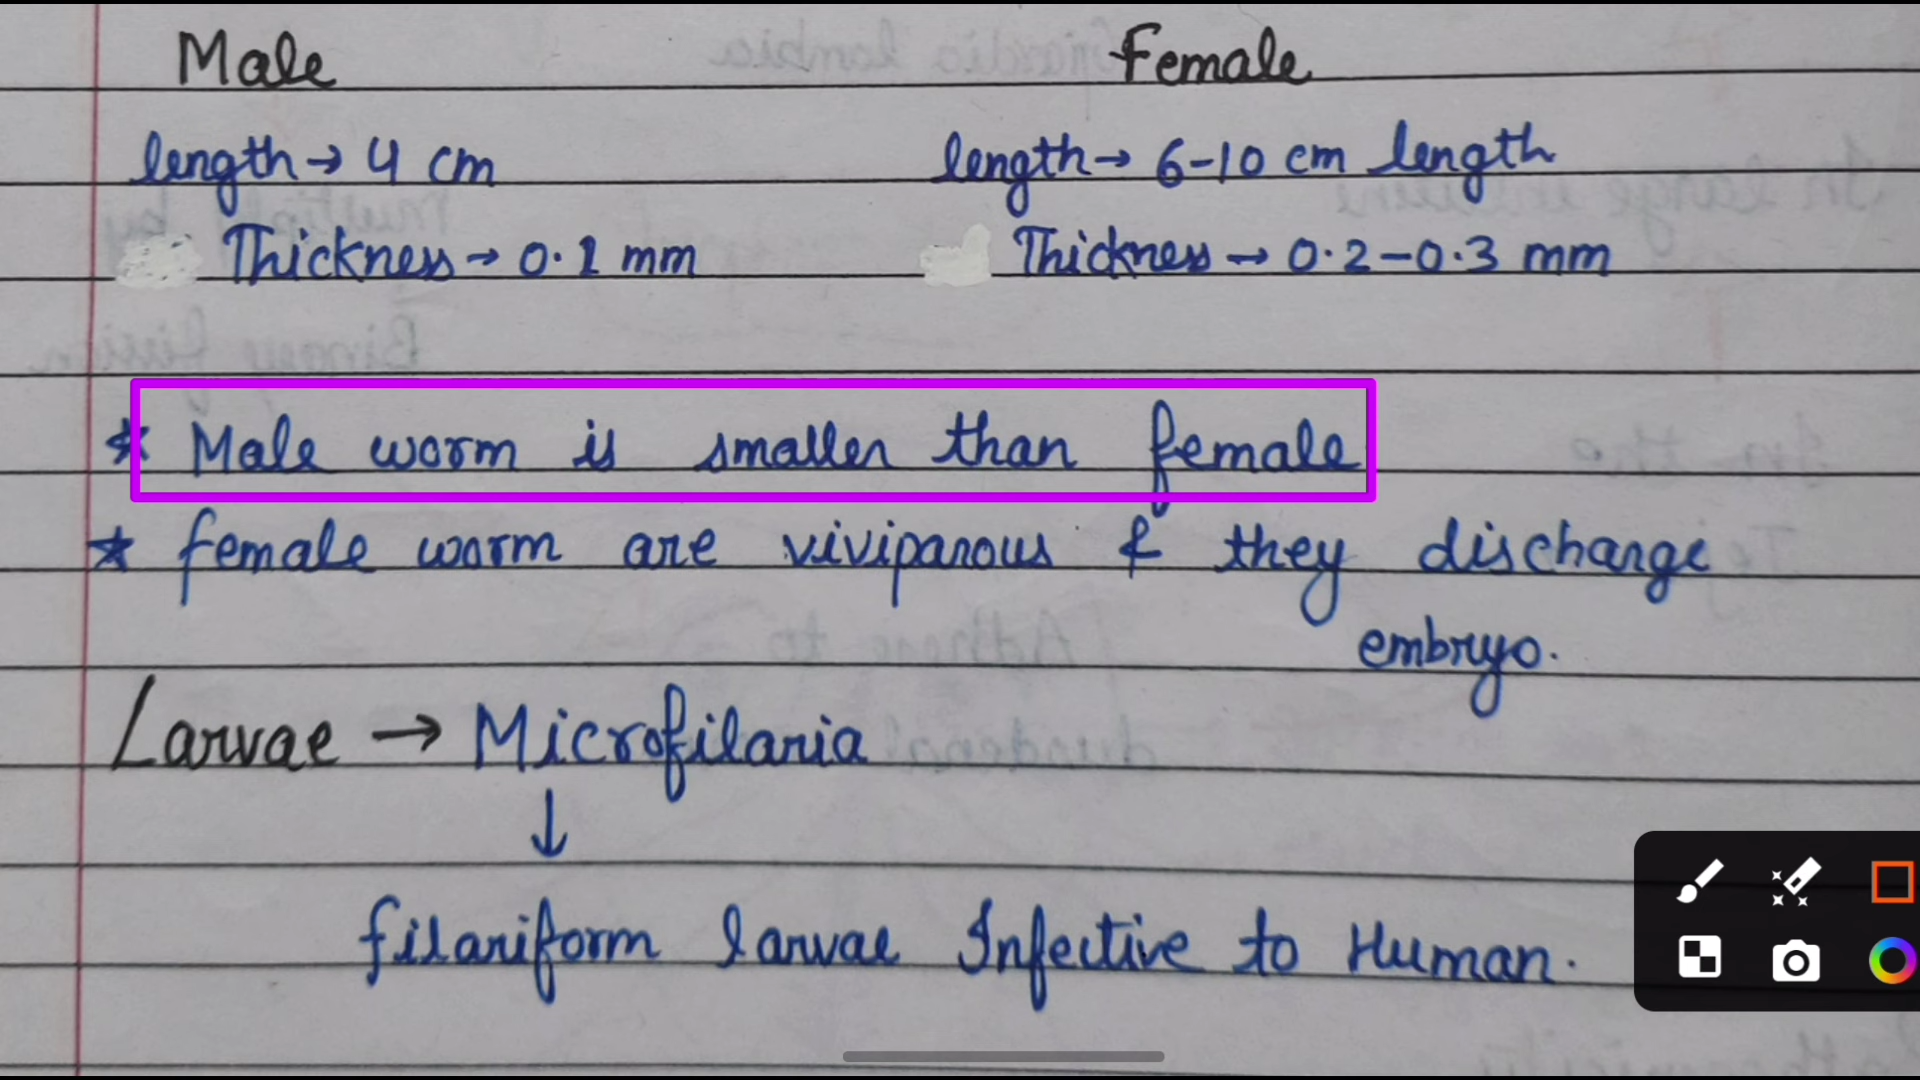 Male Female
length → 4 cm length → 6-10 cm length
Thickness → 0.1 mm Thickness → 0.2-0.3 mm
* Male worm is smaller than female
* female worm are viviparous & they discharge
embryo.
Larvae → Microfilaria
↓
filariform larvae Infective to Human.